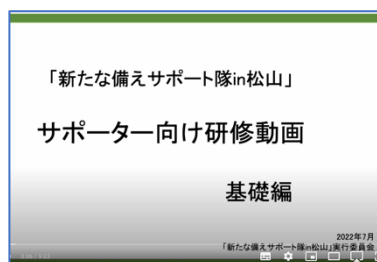 「新たな備えサポート隊in松山」
サポーター向け研修動画
基礎編
2022年7月
「新たな備えサポート隊in松山」実行委員会